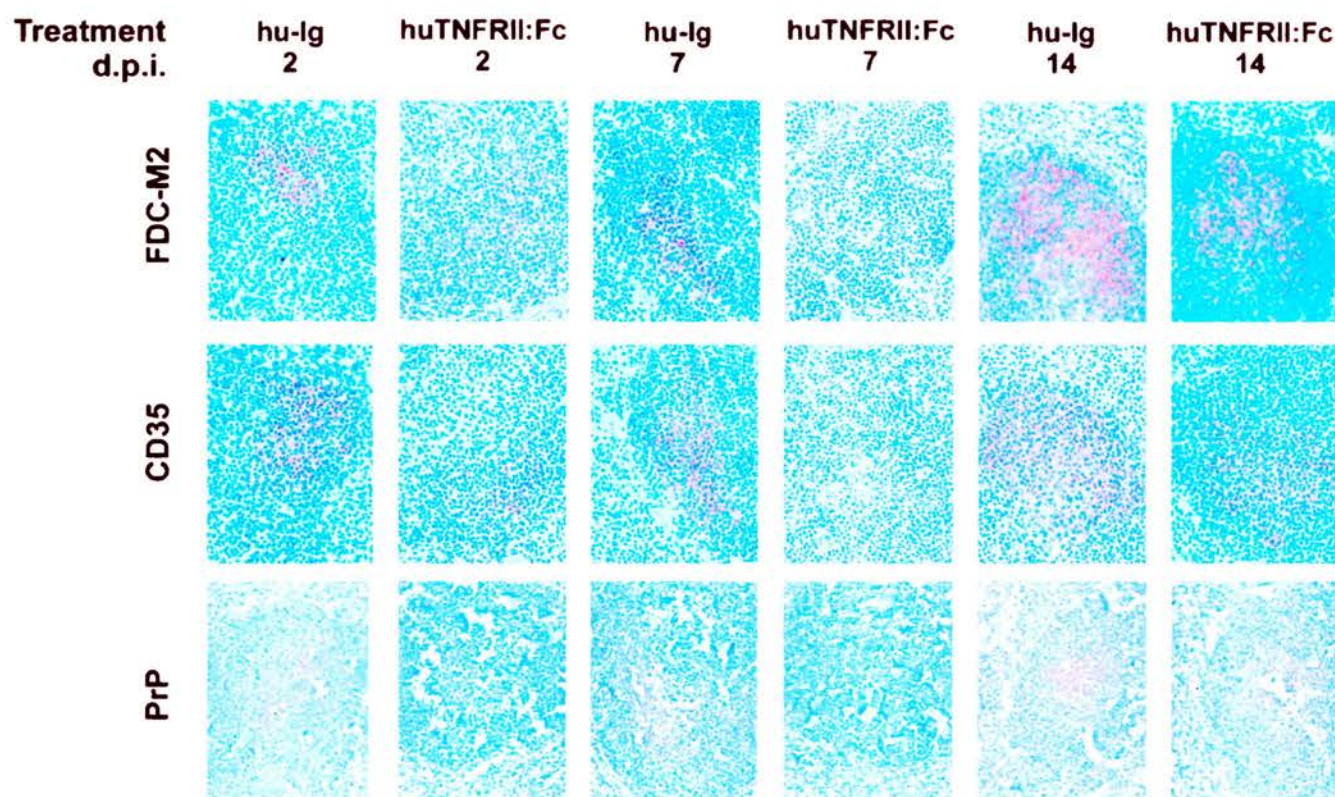 Treatment hu-Ig huTNFRII:Fc hu-Ig huTNFRII:Fc hu-Ig huTNFRII:Fc
d.p.i. 2 2 7 7 14 14
FDC-M2
CD35
PrP